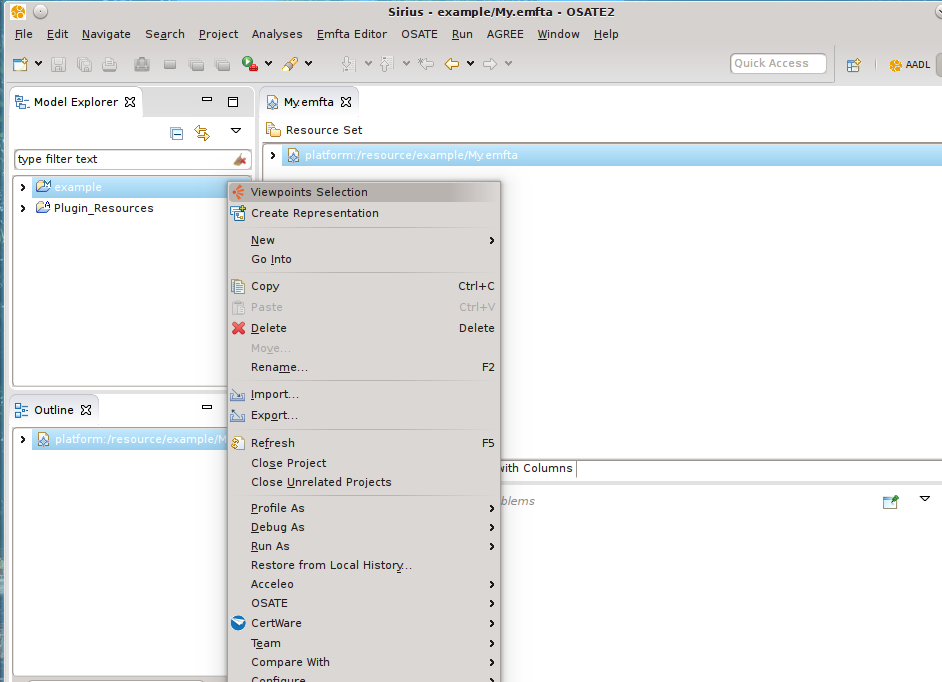 Sirius - example/My.emfta - OSATE2
File Edit Navigate Search Project Analyses Emfta Editor OSATE Run AGREE Window Help
Quick Access
AADL
Model Explorer
My.emfta
Resource Set
type filter text
platform:/resource/example/My.emfta
example
Plugin_Resources
Viewpoints Selection
Create Representation
New
Go Into
Copy Ctrl+C
Paste Ctrl+V
Delete Delete
Move...
Rename... F2
Import...
Export...
Outline
platform:/resource/example/M
Refresh F5
Close Project
Close Unrelated Projects
with Columns
blems
Profile As
Debug As
Run As
Restore from Local History...
Acceleo
OSATE
CertWare
Team
Compare With
Configure